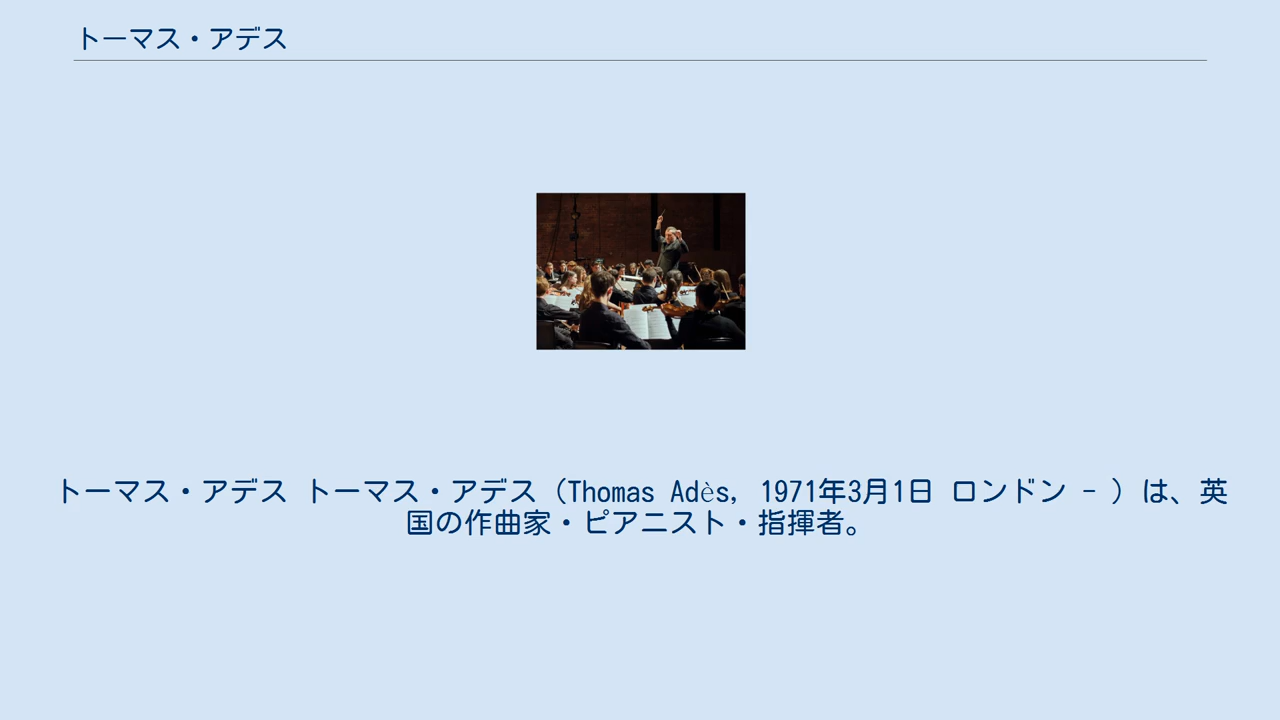 トーマス・アデス
トーマス・アデス トーマス・アデス（Thomas Adès, 1971年3月1日 ロンドン - ）は、英
国の作曲家・ピアニスト・指揮者。